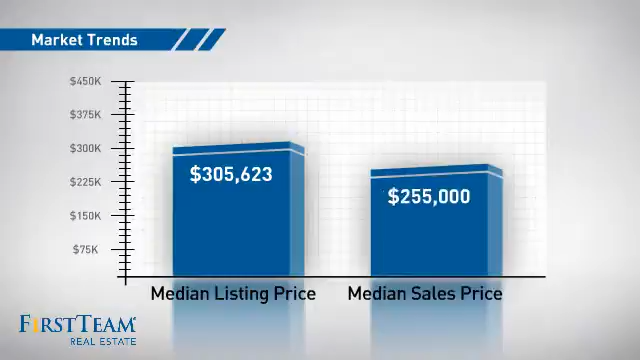 Market Trends
$450K
$375K
$300K
$225K
$150K
$75K
$305,623
$255,000
Median Listing Price
Median Sales Price
FIRSTTEAM®
REAL ESTATE